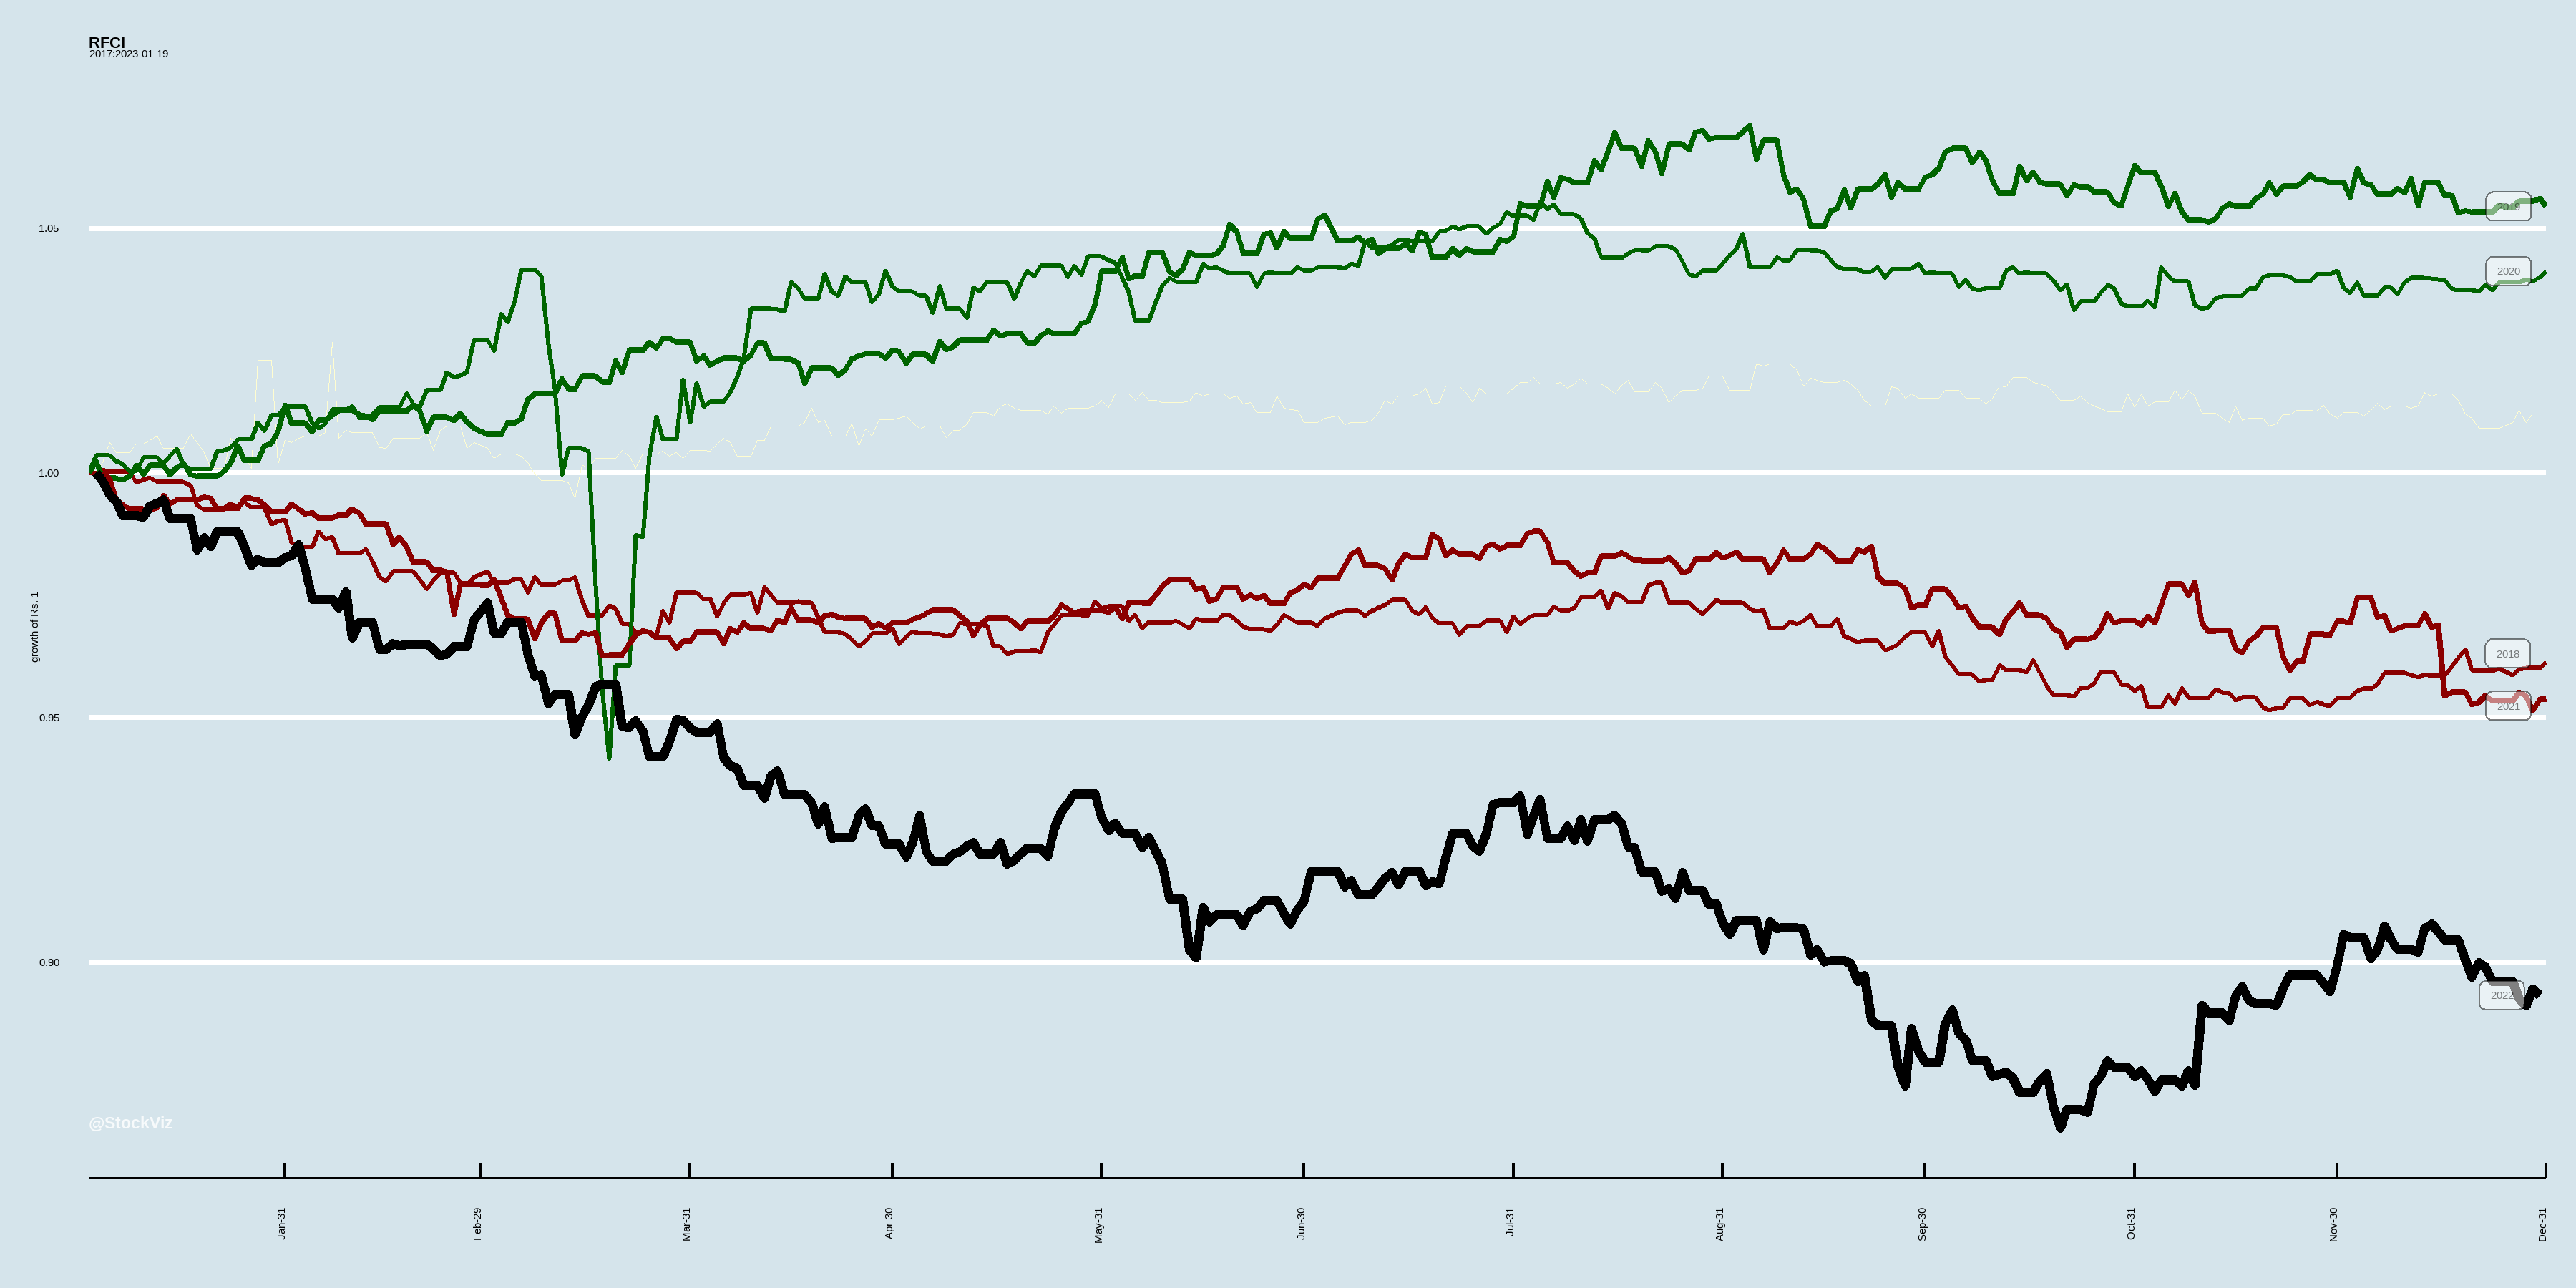 RFCI
2017:2023-01-19
growth of Rs. 1
1.05
1.00
0.95
0.90
2019
2020
2018
2021
2022
@StockViz
Jan-31
Feb-29
Mar-31
Apr-30
May-31
Jun-30
Jul-31
Aug-31
Sep-30
Oct-31
Nov-30
Dec-31